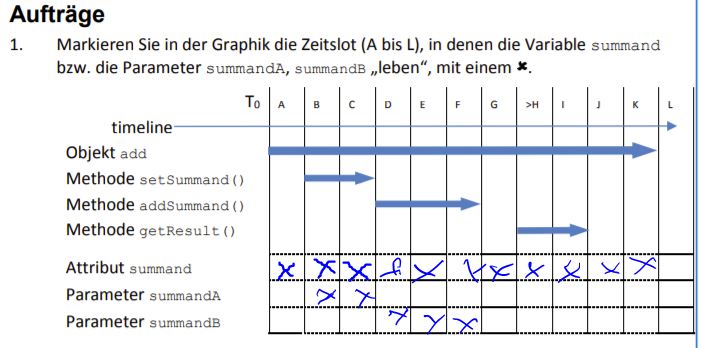 Aufträge
1. Markieren Sie in der Graphik die Zeitslot (A bis L), in denen die Variable summand
bzw. die Parameter summandA, summandB „leben“, mit einem ✖.
T₀ A B C D E F G >H I J K L
timeline
Objekt add
Methode setSummand()
Methode addSummand()
Methode getResult()
Attribut summand x x x x x x x x x x x
Parameter summandA x x
Parameter summandB x x x